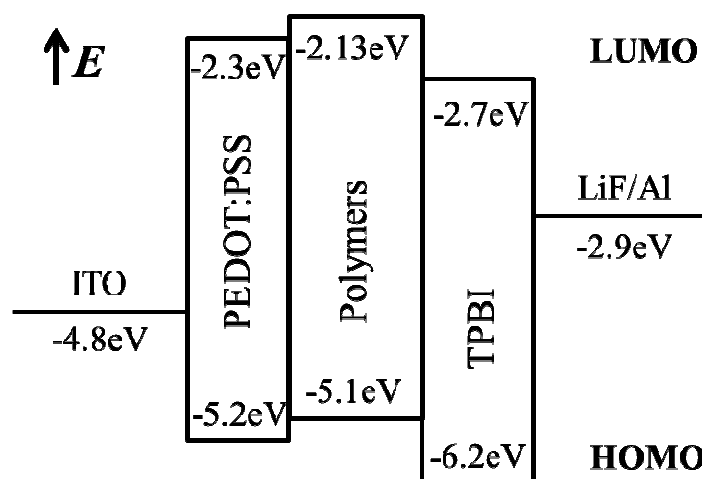 E
-2.3eV
-2.13eV
LUMO
-2.7eV
PEDOT:PSS
Polymers
TPBI
LiF/Al
-2.9eV
ITO
-4.8eV
-5.2eV
-5.1eV
-6.2eV
HOMO